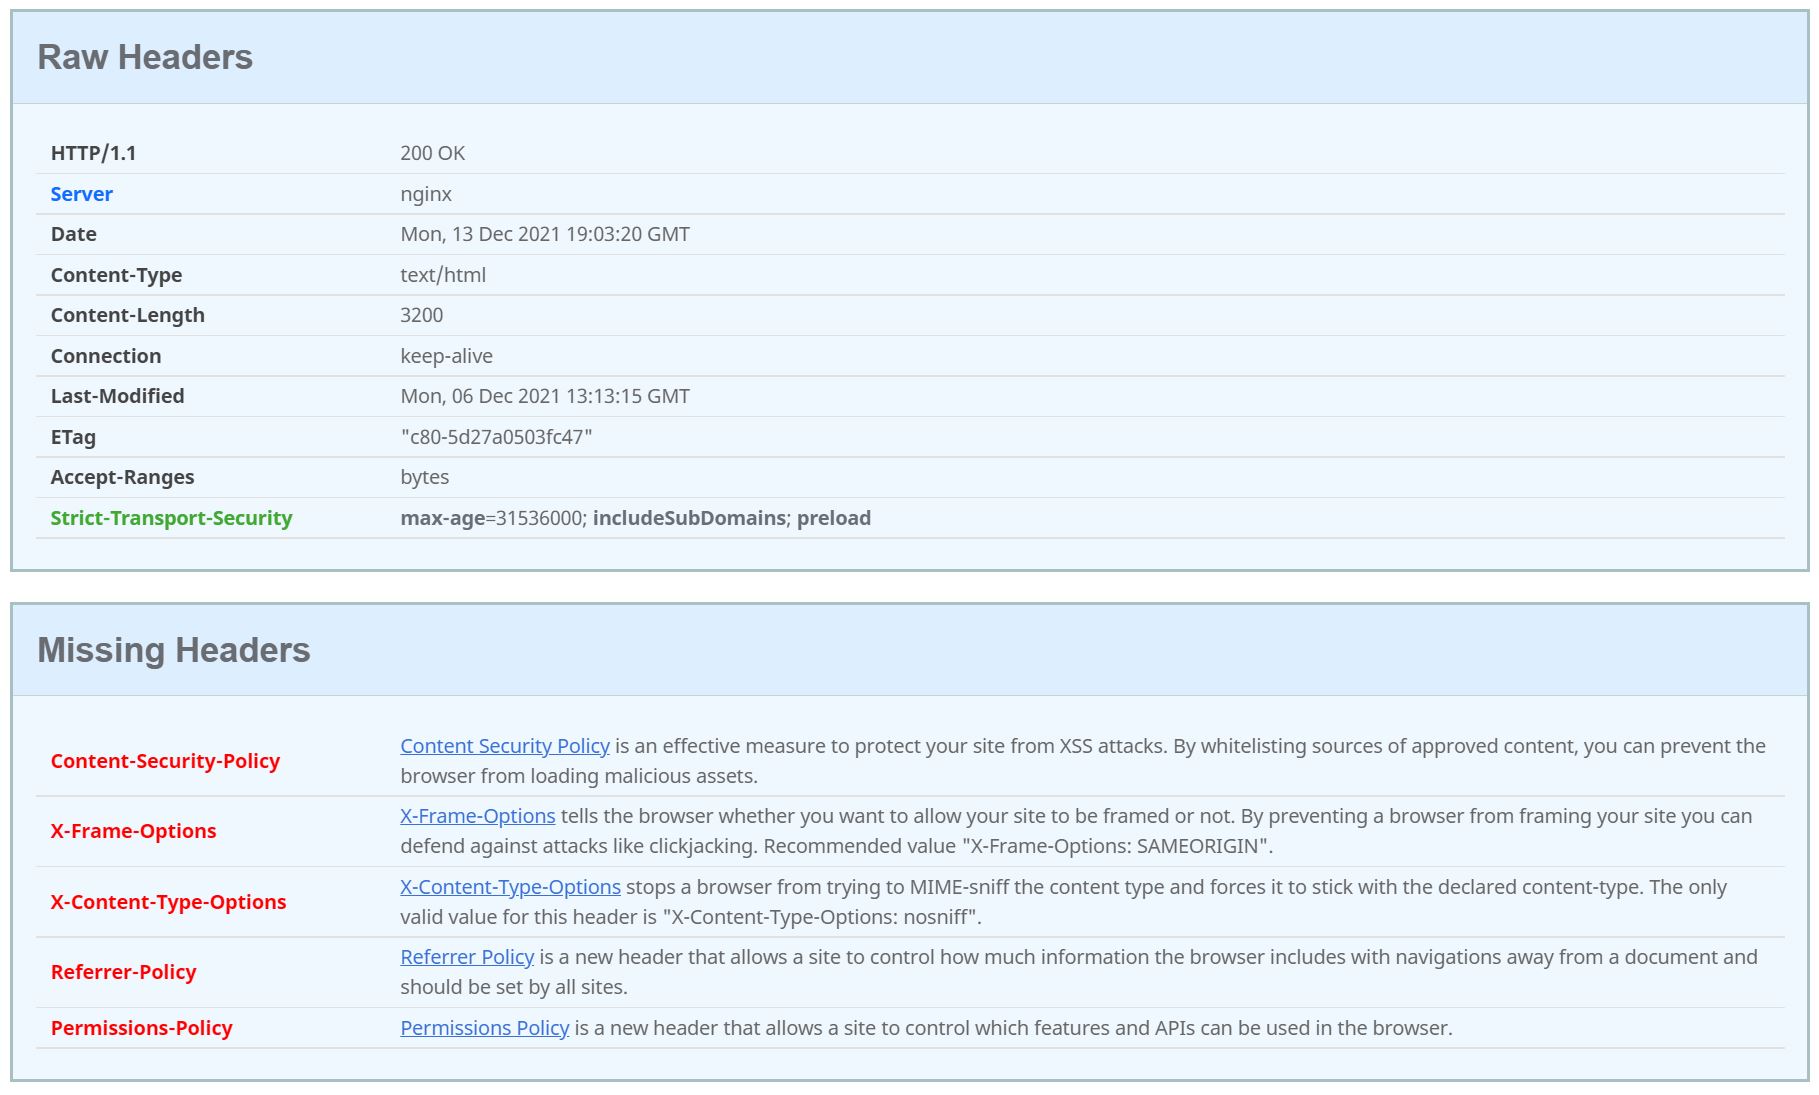 Raw Headers
HTTP/1.1 200 OK
Server nginx
Date Mon, 13 Dec 2021 19:03:20 GMT
Content-Type text/html
Content-Length 3200
Connection keep-alive
Last-Modified Mon, 06 Dec 2021 13:13:15 GMT
ETag "c80-5d27a0503fc47"
Accept-Ranges bytes
Strict-Transport-Security max-age=31536000; includeSubDomains; preload
Missing Headers
Content-Security-Policy
Content Security Policy is an effective measure to protect your site from XSS attacks. By whitelisting sources of approved content, you can prevent the
browser from loading malicious assets.
X-Frame-Options
X-Frame-Options tells the browser whether you want to allow your site to be framed or not. By preventing a browser from framing your site you can
defend against attacks like clickjacking. Recommended value "X-Frame-Options: SAMEORIGIN".
X-Content-Type-Options
X-Content-Type-Options stops a browser from trying to MIME-sniff the content type and forces it to stick with the declared content-type. The only
valid value for this header is "X-Content-Type-Options: nosniff".
Referrer-Policy
Referrer Policy is a new header that allows a site to control how much information the browser includes with navigations away from a document and
should be set by all sites.
Permissions-Policy Permissions Policy is a new header that allows a site to control which features and APIs can be used in the browser.